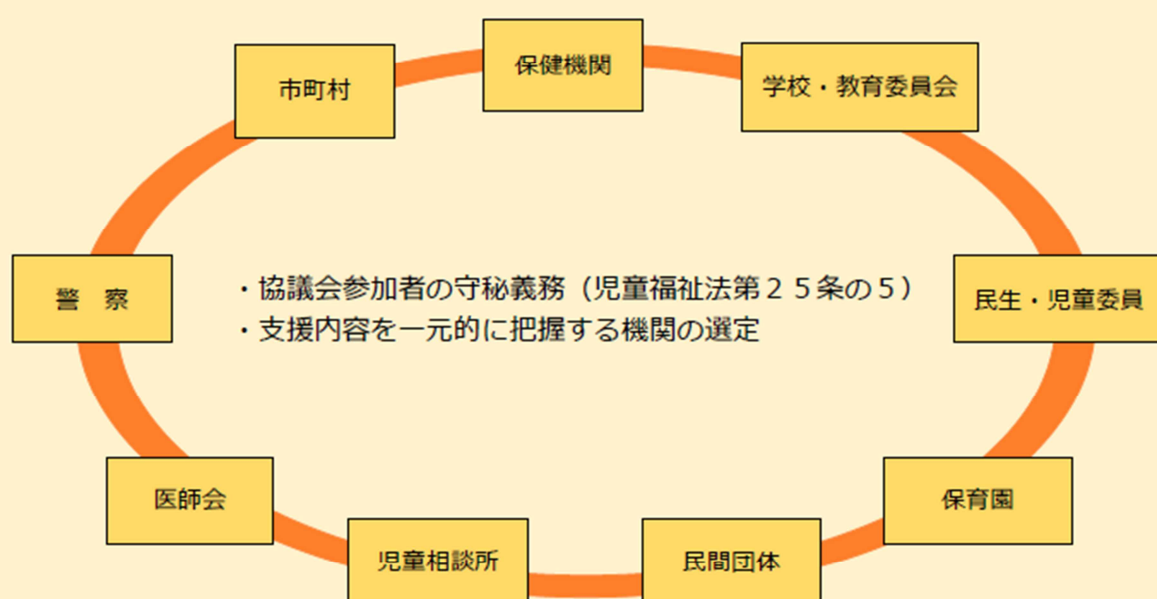 保健機関
市町村
学校・教育委員会
警　察
・協議会参加者の守秘義務（児童福祉法第２５条の５）
・支援内容を一元的に把握する機関の選定
民生・児童委員
医師会
保育園
児童相談所
民間団体